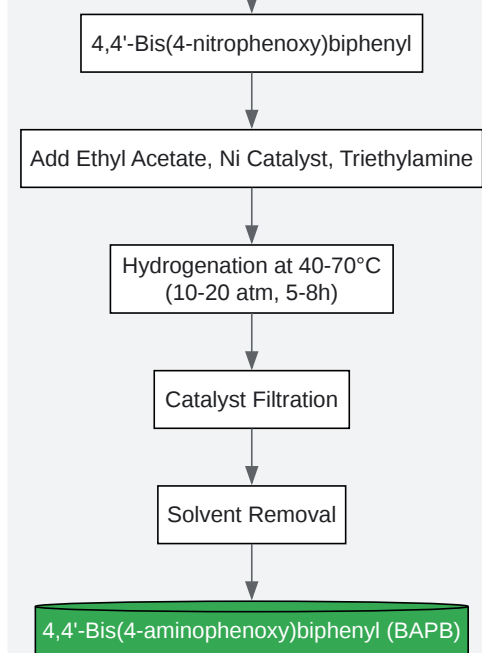 4,4'-Bis(4-nitrophenoxy)biphenyl
Add Ethyl Acetate, Ni Catalyst, Triethylamine
Hydrogenation at 40-70°C
(10-20 atm, 5-8h)
Catalyst Filtration
Solvent Removal
4,4'-Bis(4-aminophenoxy)biphenyl (BAPB)